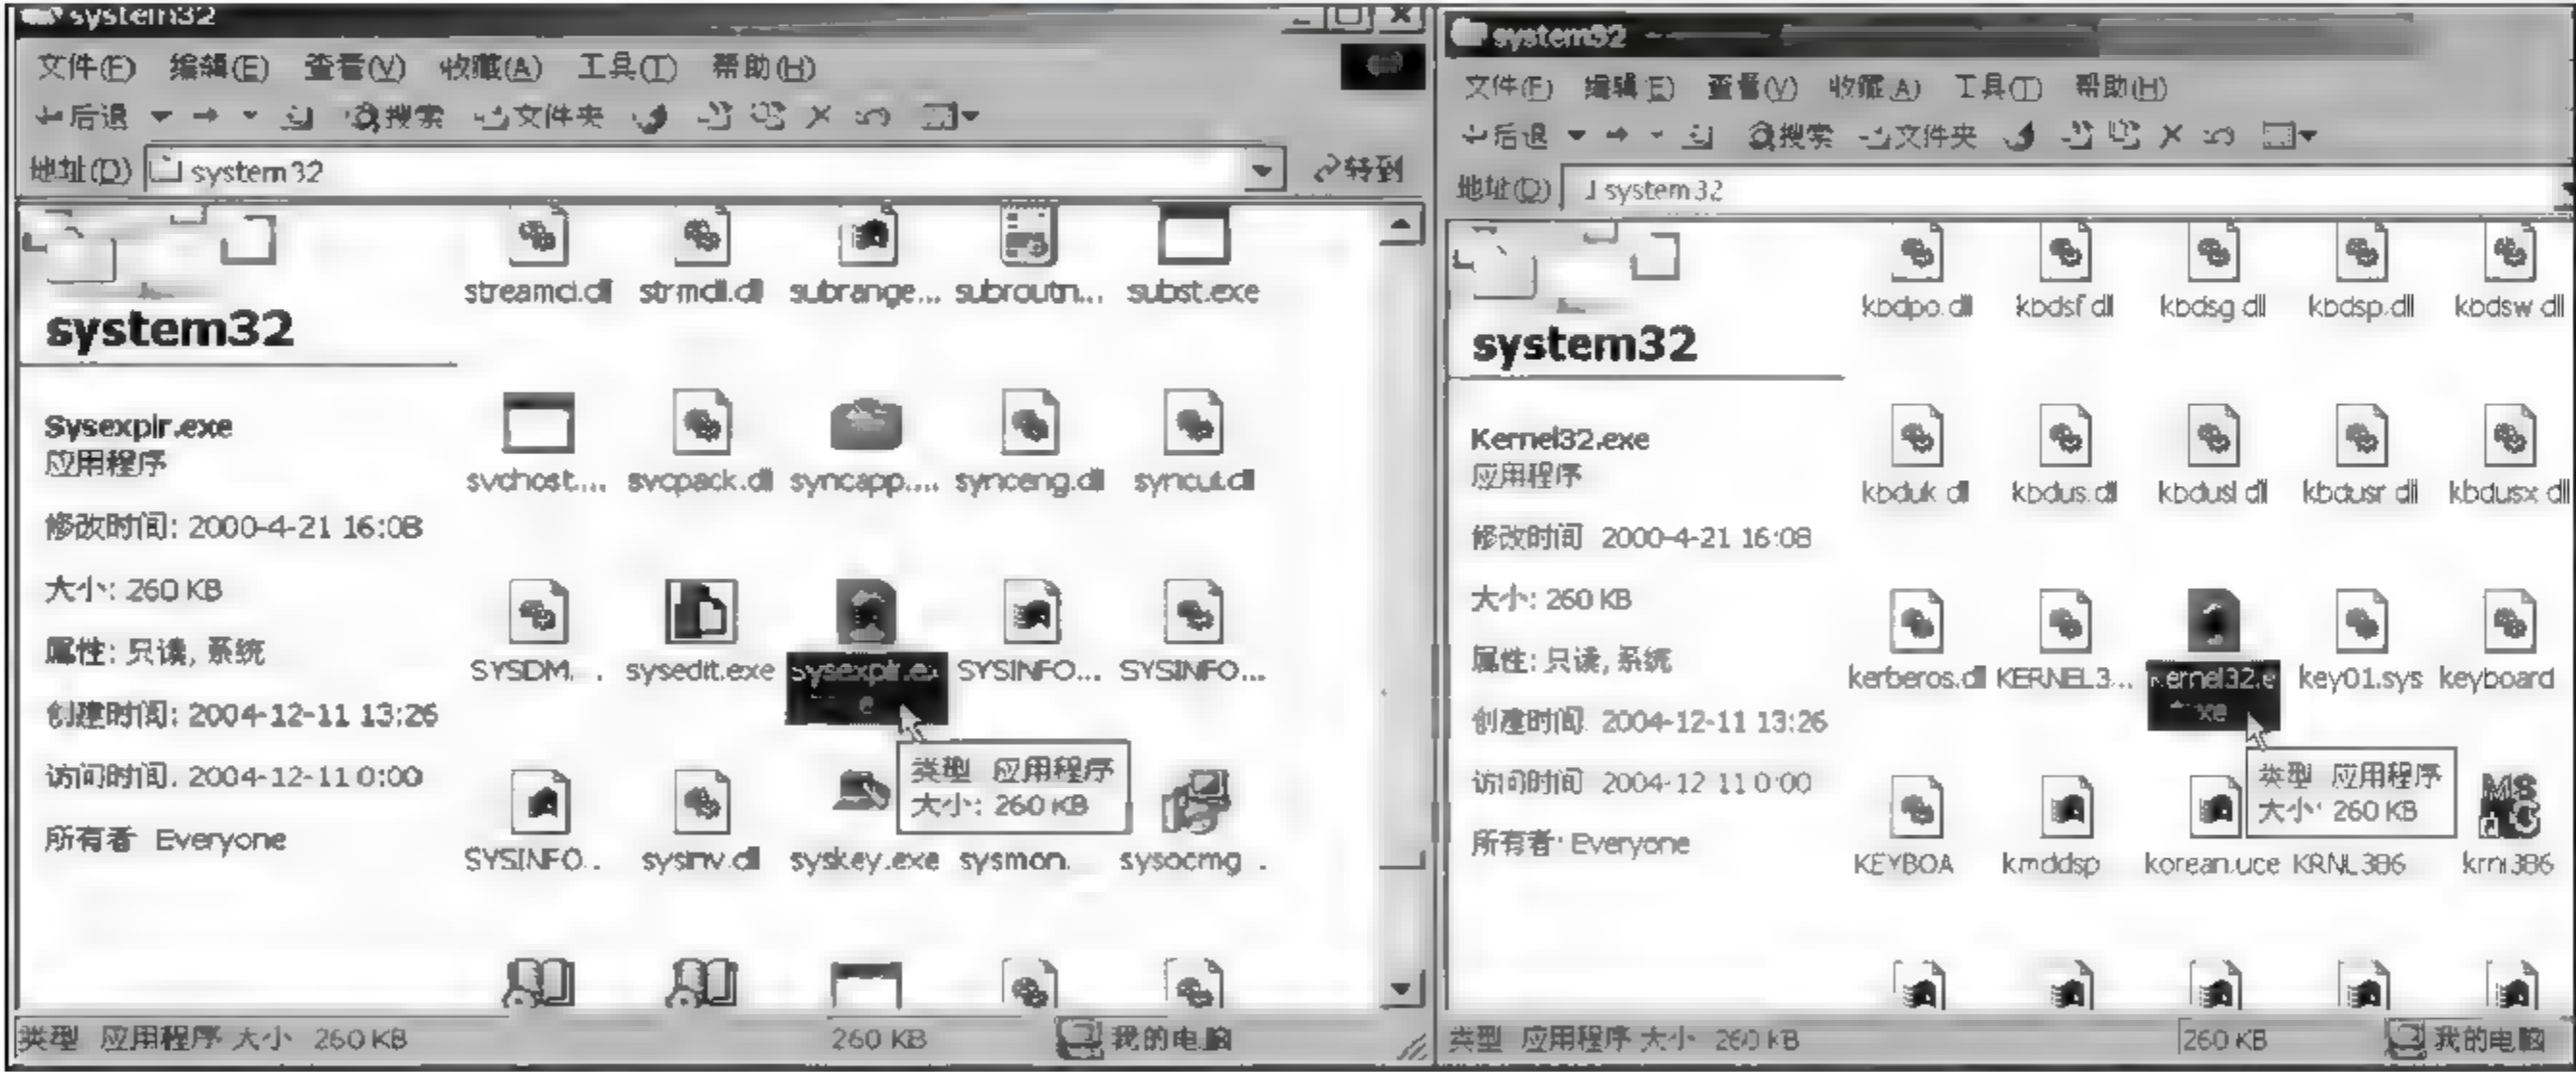 system32
文件(F) 编辑(E) 查看(V) 收藏(A) 工具(T) 帮助(H)
后退 搜索 文件夹
地址(D) system32 转到
streamci.dll strmdll.dll subrange... subroutn... subst.exe
system32
Sysexplr.exe
应用程序
修改时间: 2000-4-21 16:08
大小: 260 KB
属性: 只读, 系统
创建时间: 2004-12-11 13:26
访问时间: 2004-12-11 0:00
所有者 Everyone
svchost... svcpack.dll syncapp.... synceng.dll syncui.dll
SYSDM... sysedit.exe sysexplr.ex
e
SYSINFO... SYSINFO...
类型 应用程序
大小: 260 KB
SYSINFO.. sysinv.dll syskey.exe sysmon. sysocmg .
类型 应用程序 大小 260 KB 260 KB 我的电脑
system32
文件(F) 编辑(E) 查看(V) 收藏(A) 工具(T) 帮助(H)
后退 搜索 文件夹
地址(D) system32
kbdpo.dll kbdsf.dll kbdsg.dll kbdsp.dll kbdsw.dll
system32
Kernel32.exe
应用程序
修改时间 2000-4-21 16:08
大小: 260 KB
属性: 只读, 系统
创建时间 2004-12-11 13:26
访问时间 2004-12-11 0:00
所有者: Everyone
kbduk.dll kbdus.dll kbdusl.dll kbdusr.dll kbdusx.dll
kerberos.dll KERNEL3... kernel32.e
xe
key01.sys keyboard
类型 应用程序
大小: 260 KB
KEYBOA kmddsp korean.uce KRNL386 krnl386
类型 应用程序 大小 260 KB 260 KB 我的电脑